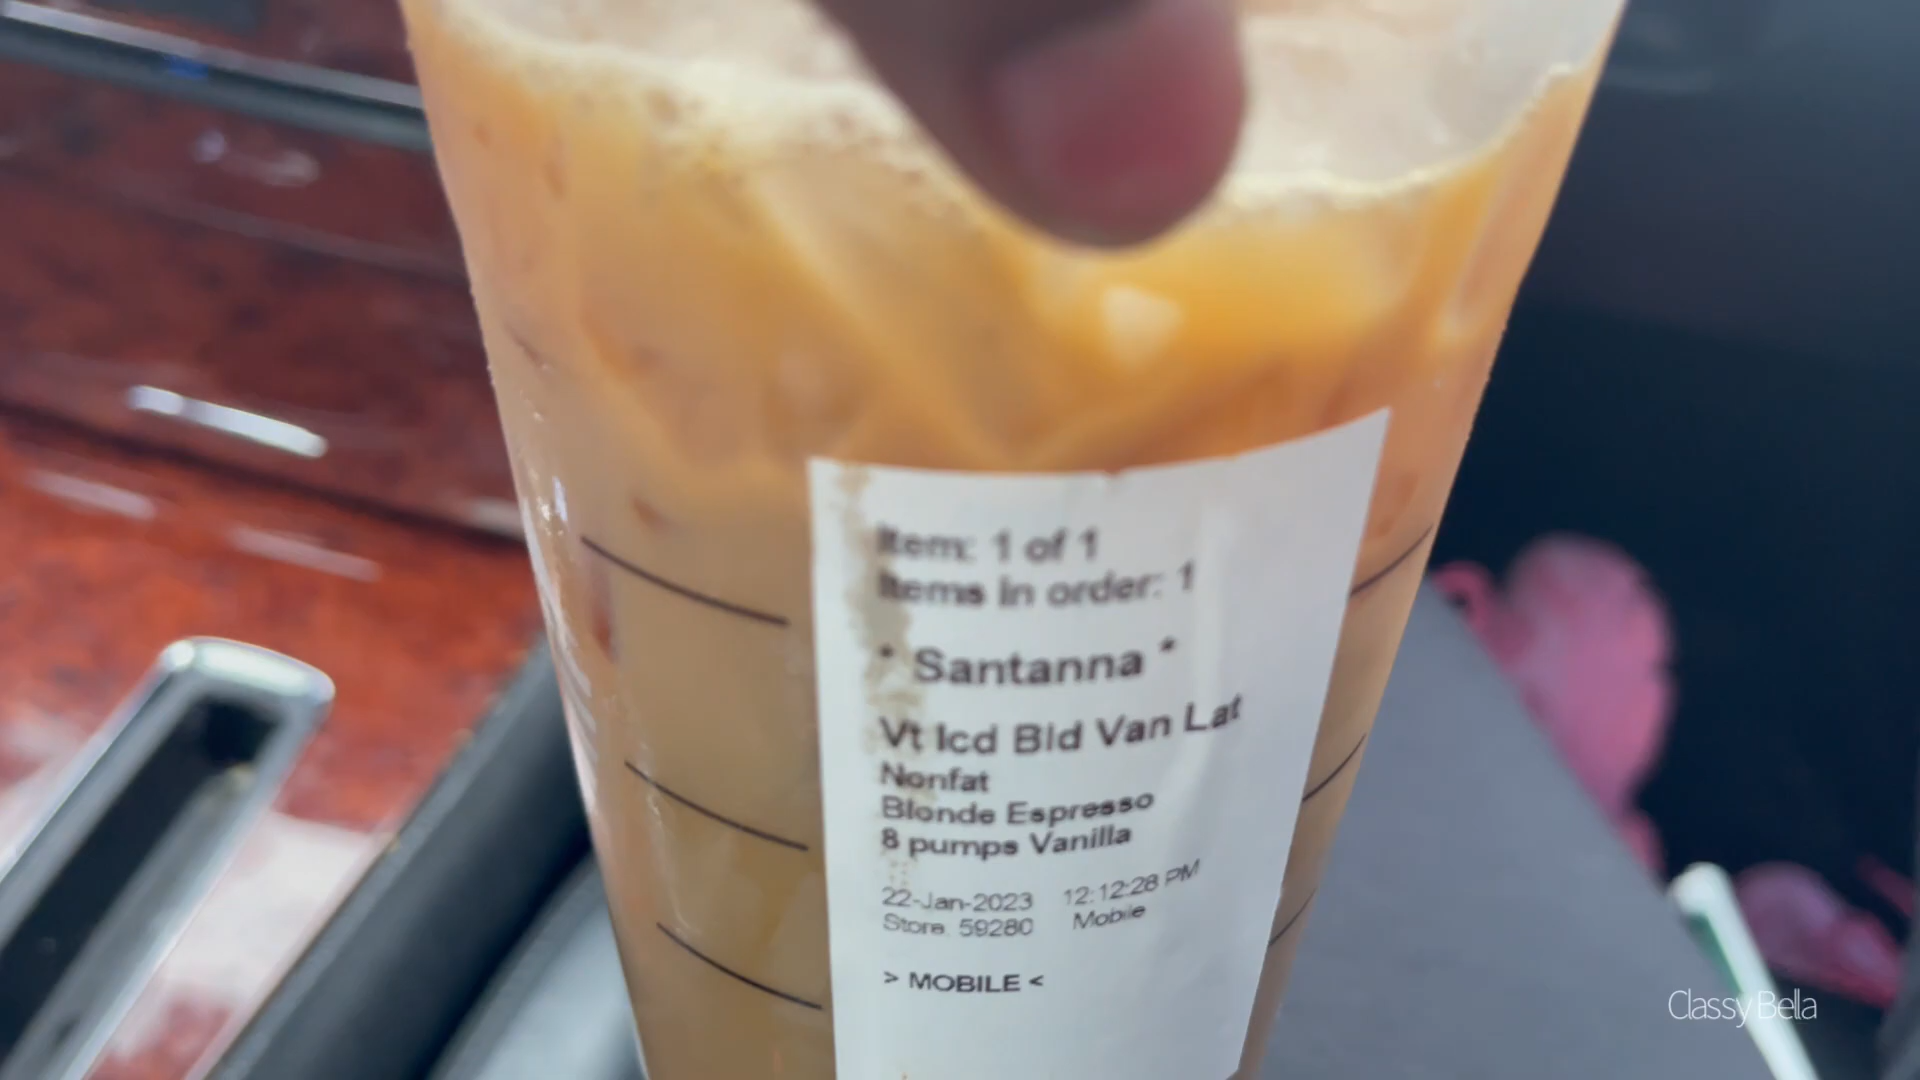 Item: 1 of 1
Items in order: 1
* Santanna *
Vt Icd Bld Van Lat
Nonfat
Blonde Espresso
8 pumps Vanilla
22-Jan-2023 12:12:28 PM
Store: 59280 Mobile
> MOBILE <
Classy Bella